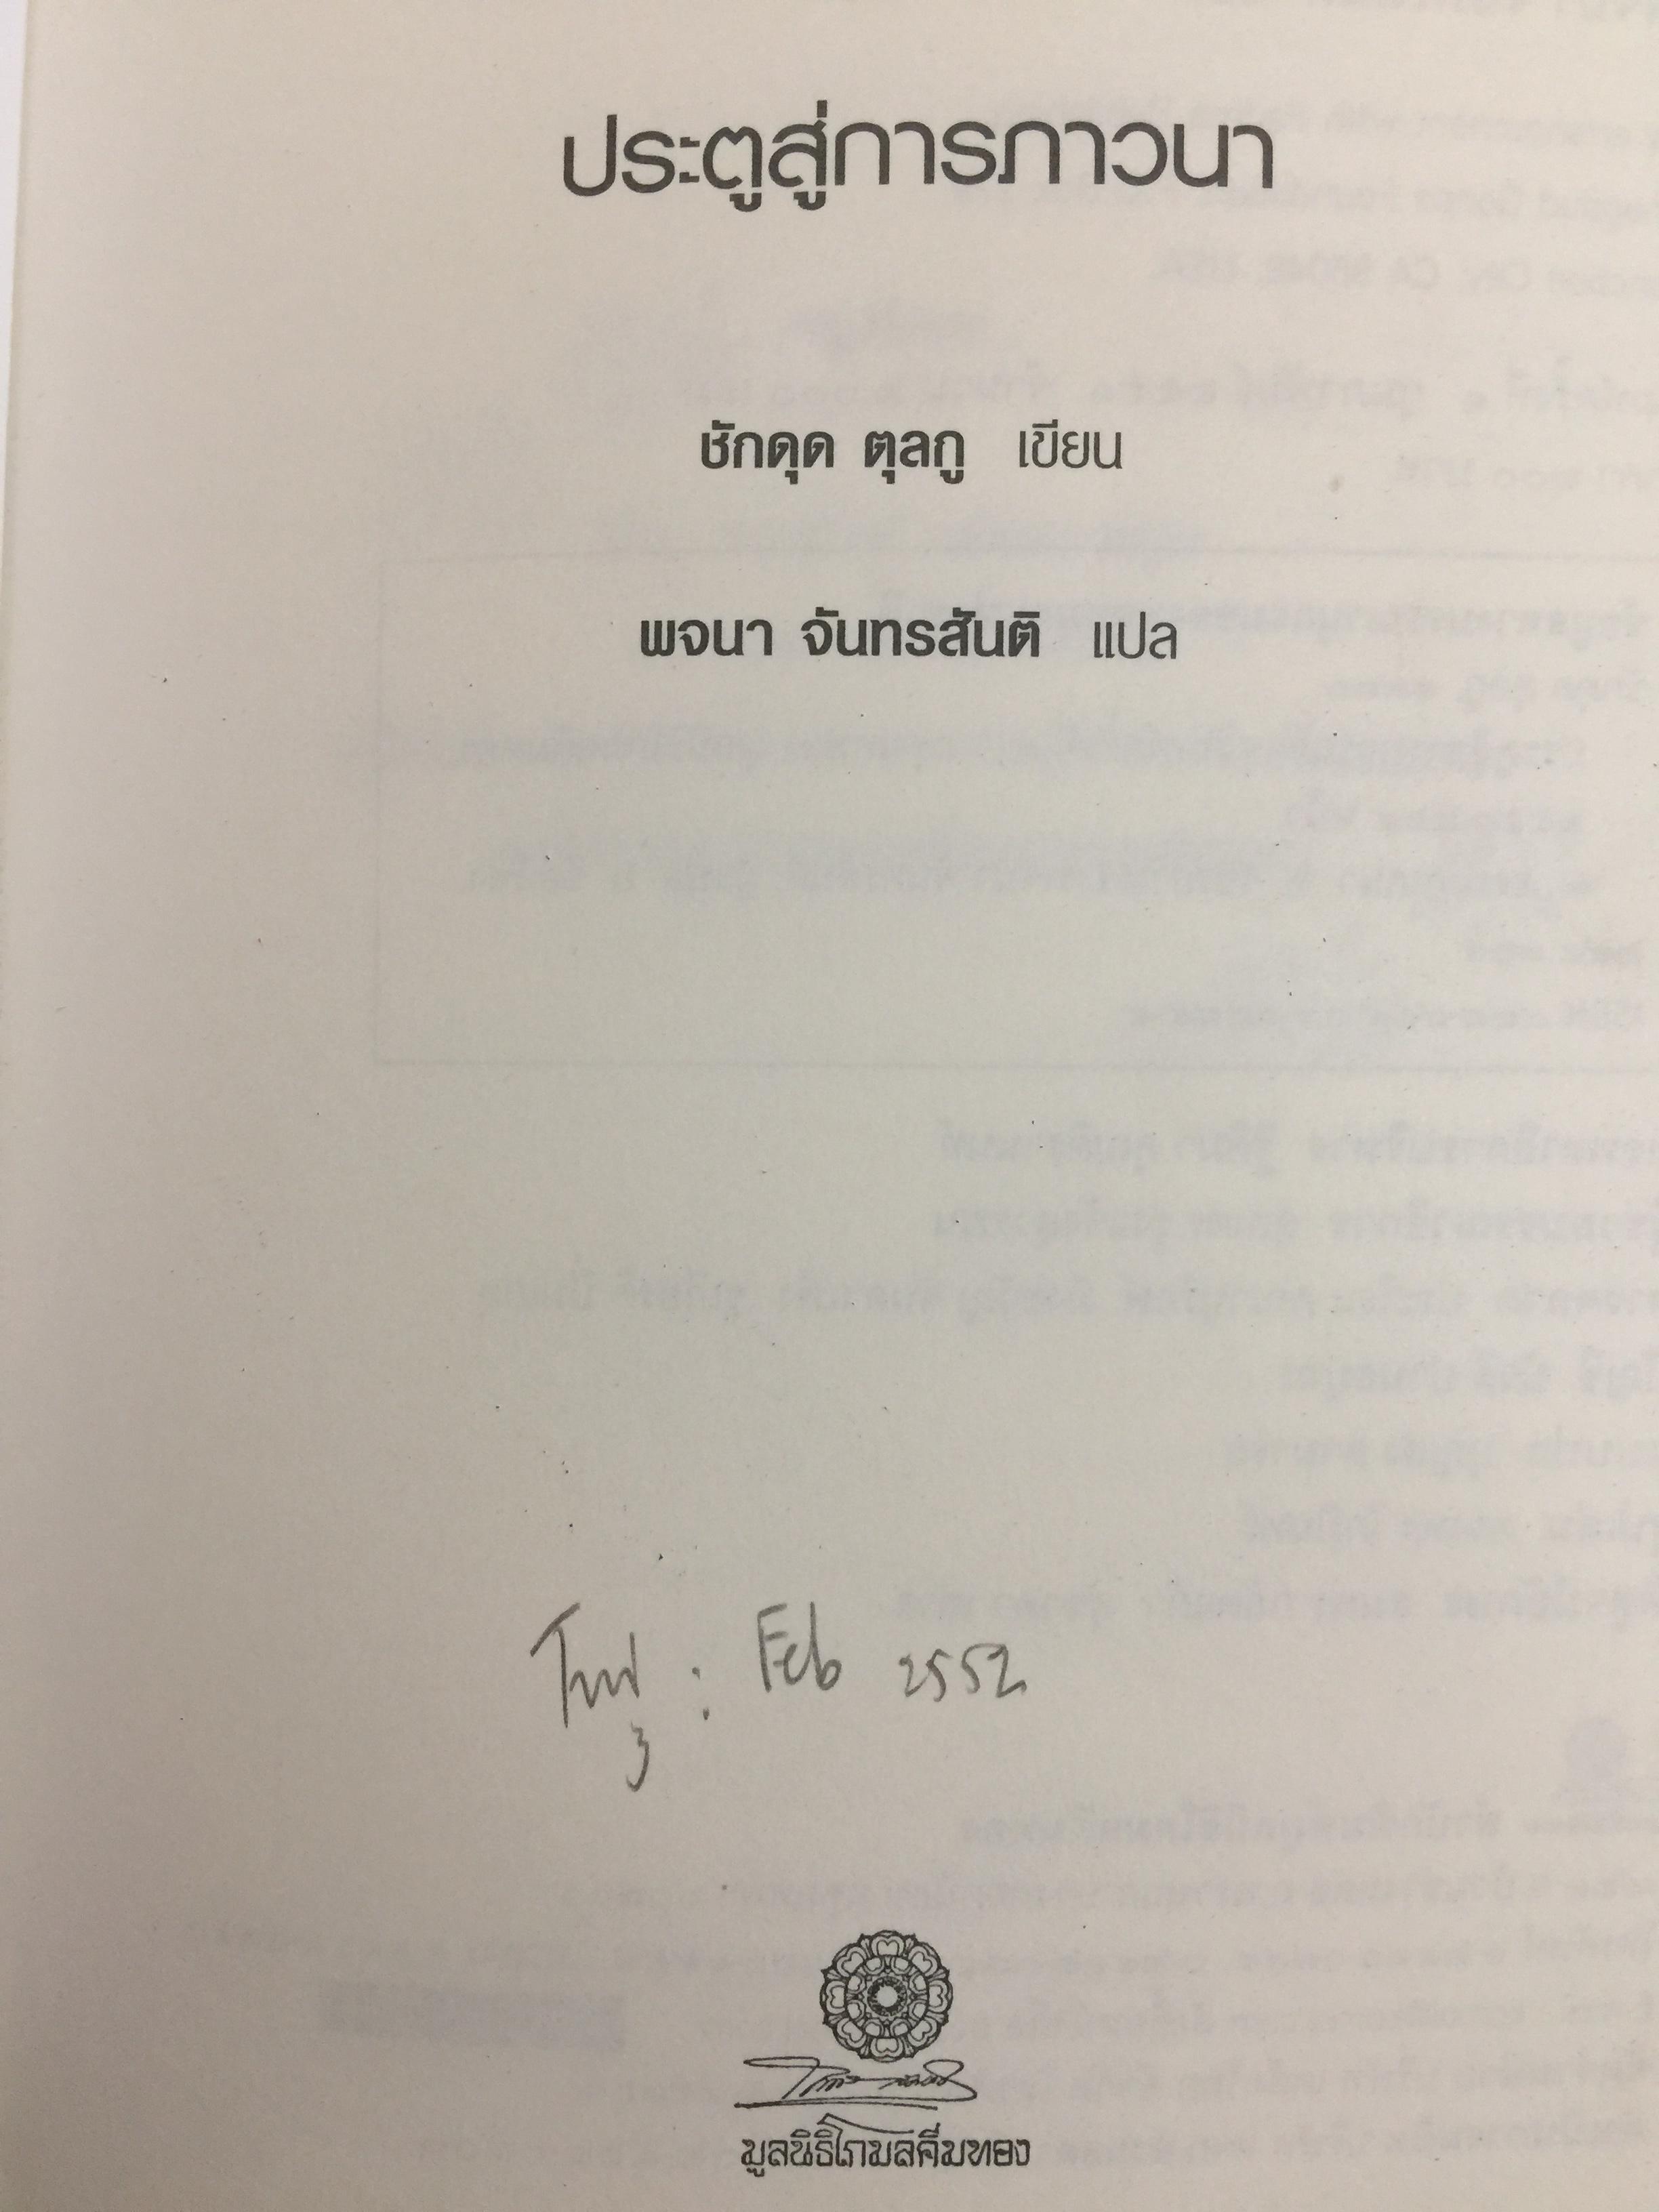 ประตูสู่การภาวนา
ชักดุด ตุลกู เขียน
พจนา จันทรสันติ แปล
: Feb 2552
มูลนิธิโกมลคีมทอง